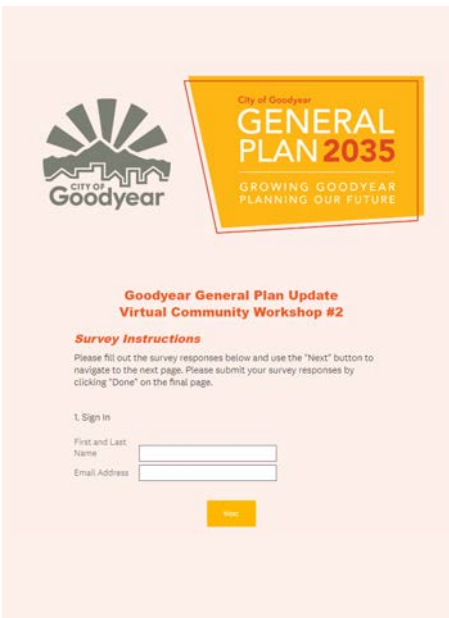 CITY OF
Goodyear
City of Goodyear
GENERAL
PLAN 2035
GROWING GOODYEAR
PLANNING OUR FUTURE
Goodyear General Plan Update
Virtual Community Workshop #2
Survey Instructions
Please fill out the survey responses below and use the "Next" button to
navigate to the next page. Please submit your survey responses by
clicking "Done" on the final page.
1. Sign In
First and Last
Name
Email Address
Next